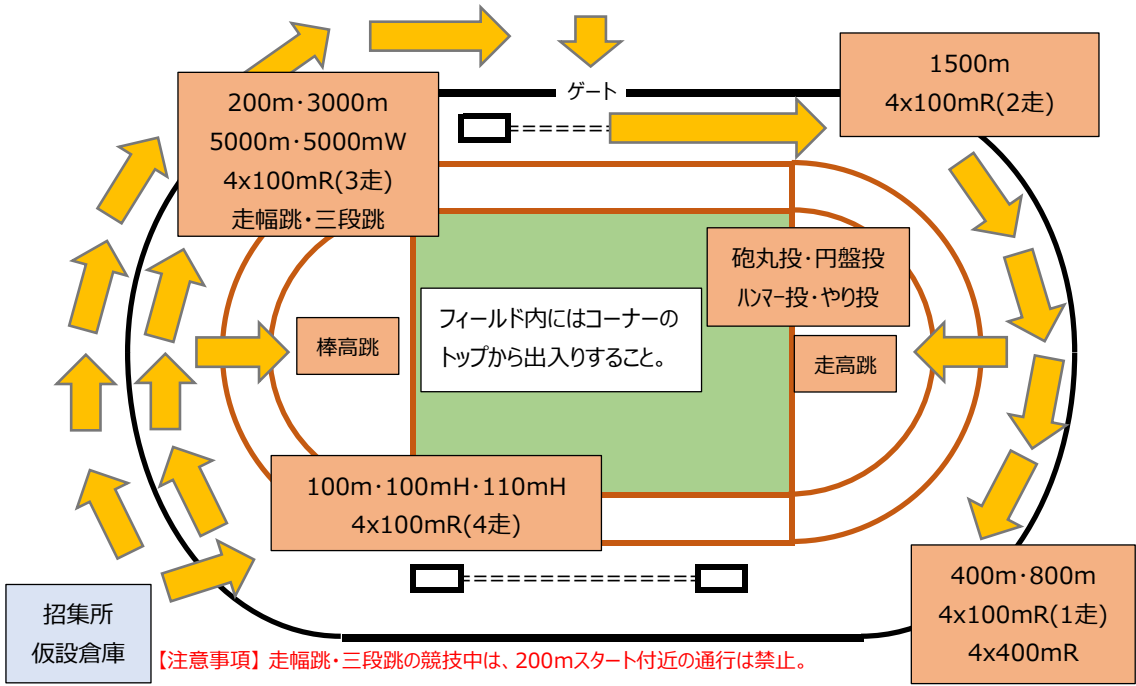 ゲート
200m・3000m
5000m・5000mW
4x100mR(3走)
走幅跳・三段跳
1500m
4x100mR(2走)
砲丸投・円盤投
ﾊﾝﾏｰ投・やり投
フィールド内にはコーナーの
トップから出入りすること。
棒高跳
走高跳
100m・100mH・110mH
4x100mR(4走)
400m・800m
4x100mR(1走)
4x400mR
招集所
仮設倉庫
【注意事項】走幅跳・三段跳の競技中は、200mスタート付近の通行は禁止。